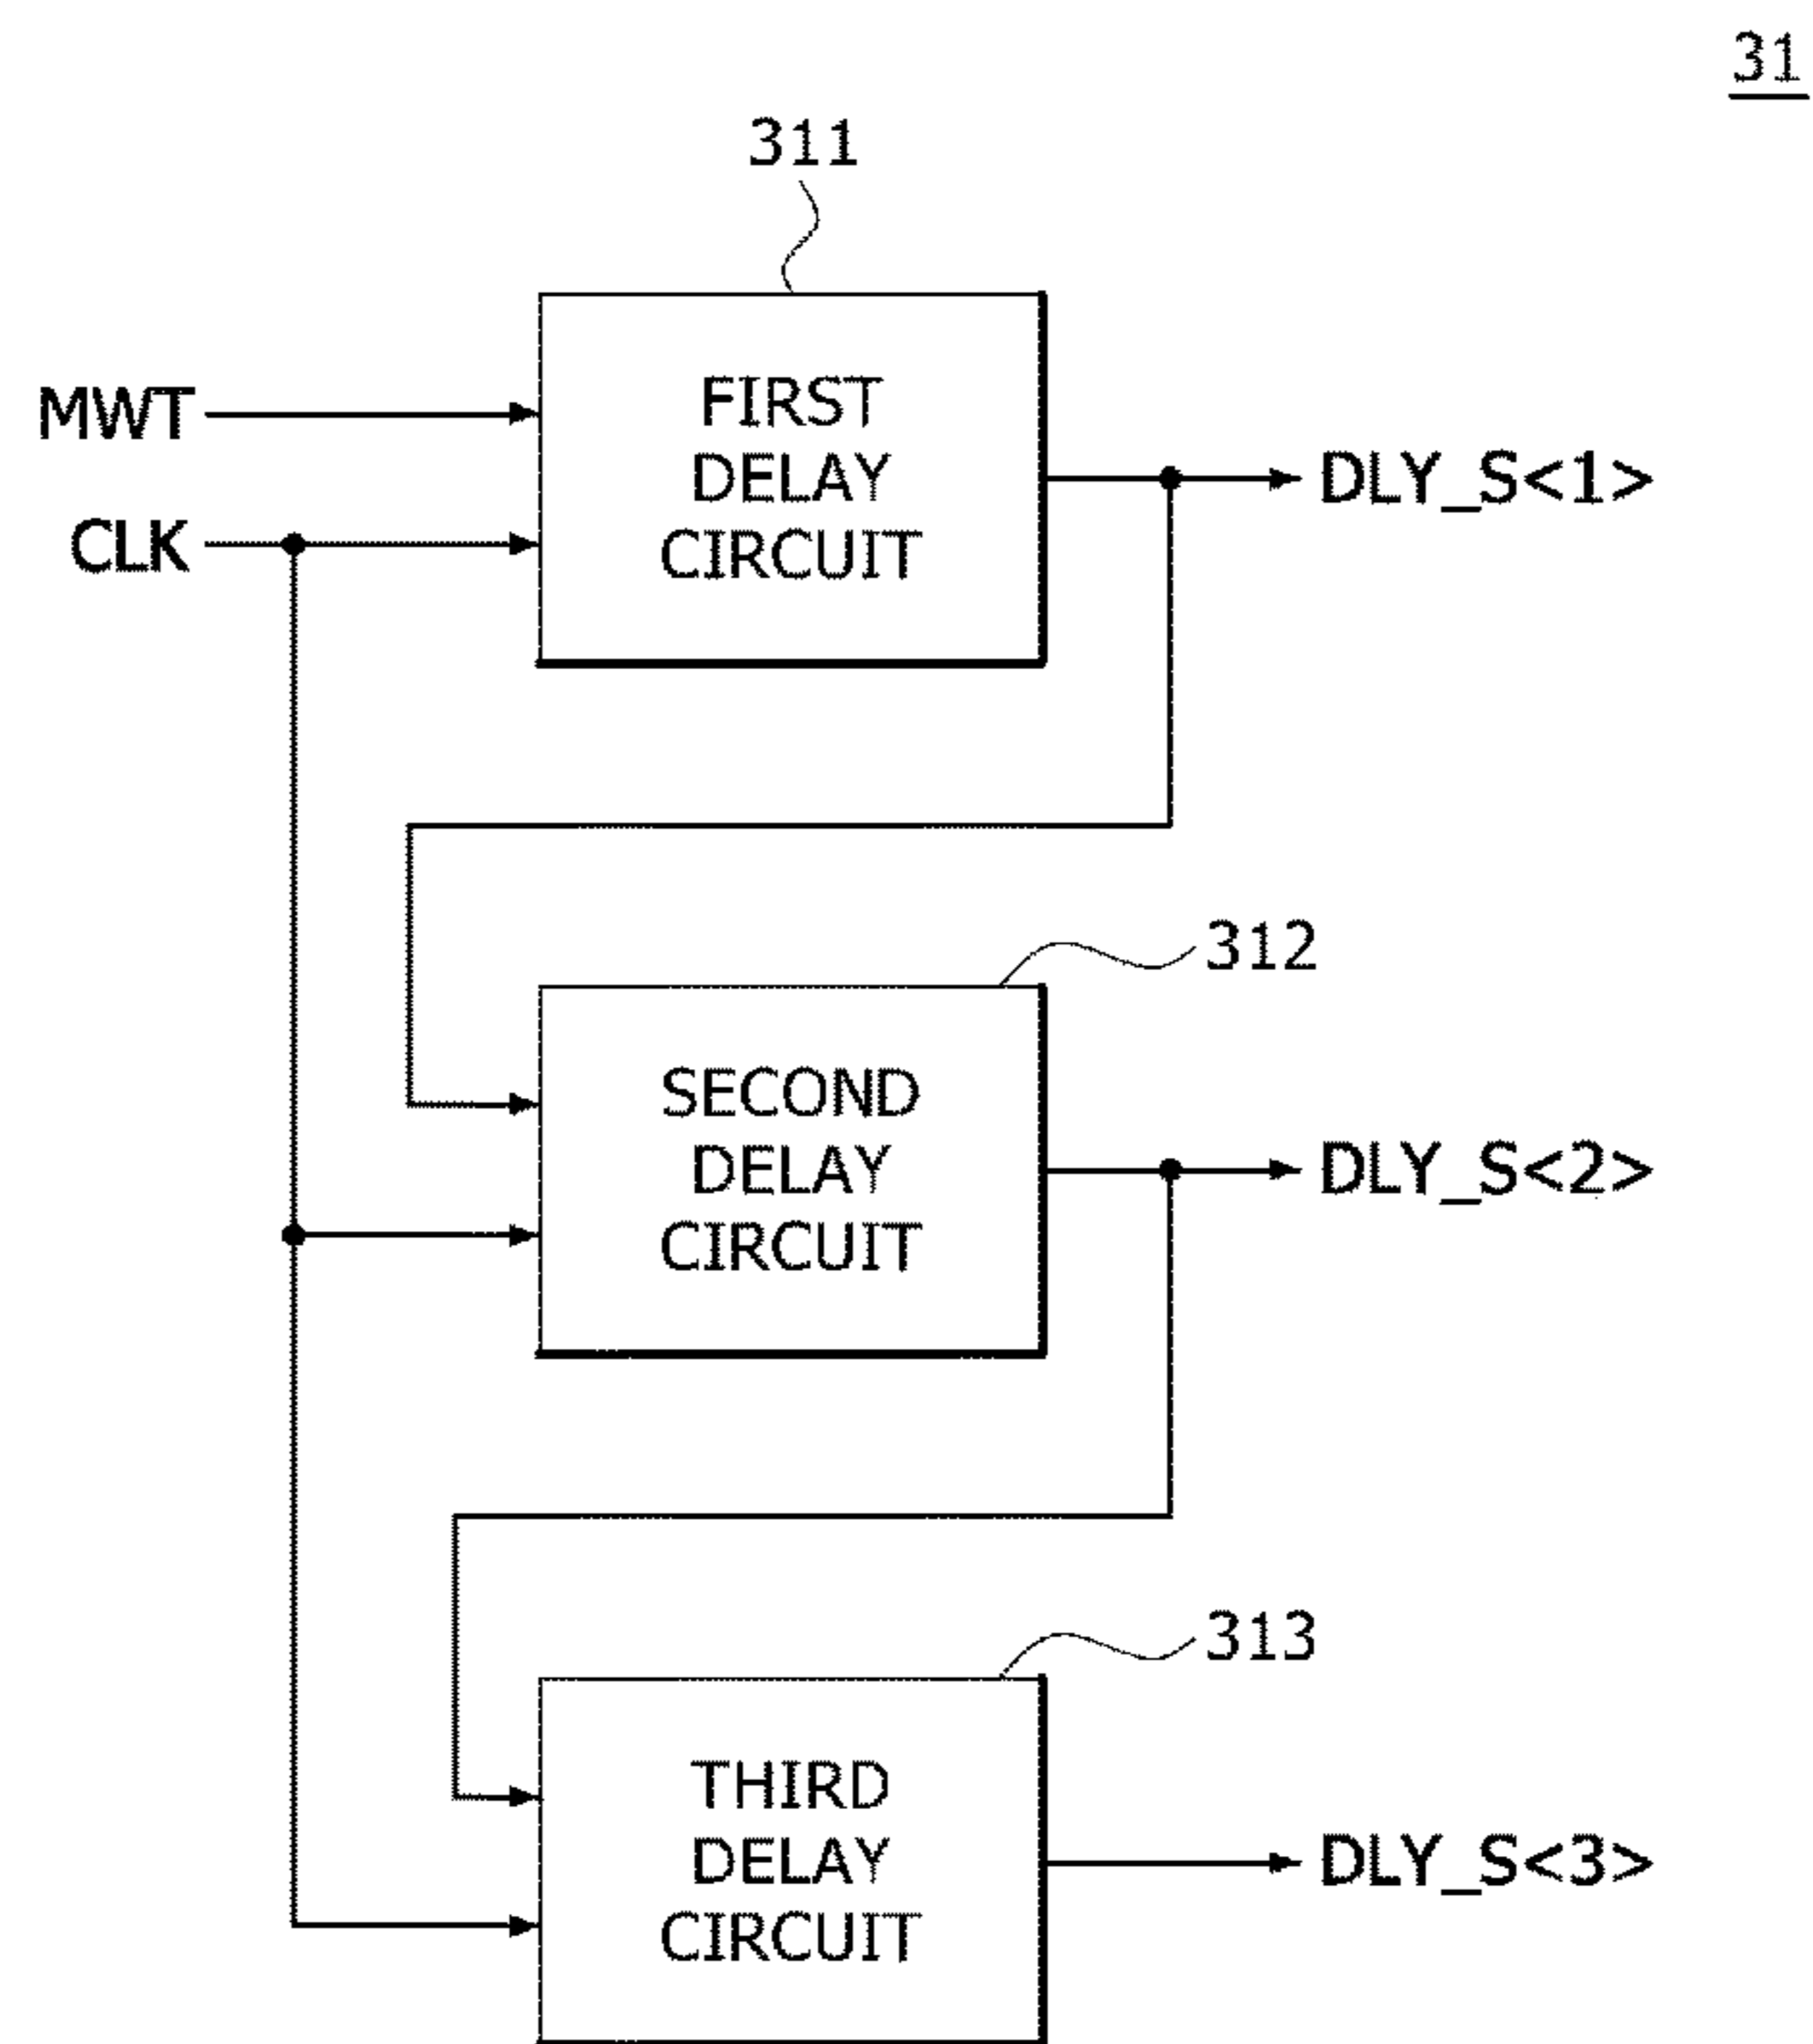 31
311
MWT
CLK
FIRST
DELAY
CIRCUIT
DLY_S<1>
312
SECOND
DELAY
CIRCUIT
DLY_S<2>
313
THIRD
DELAY
CIRCUIT
DLY_S<3>